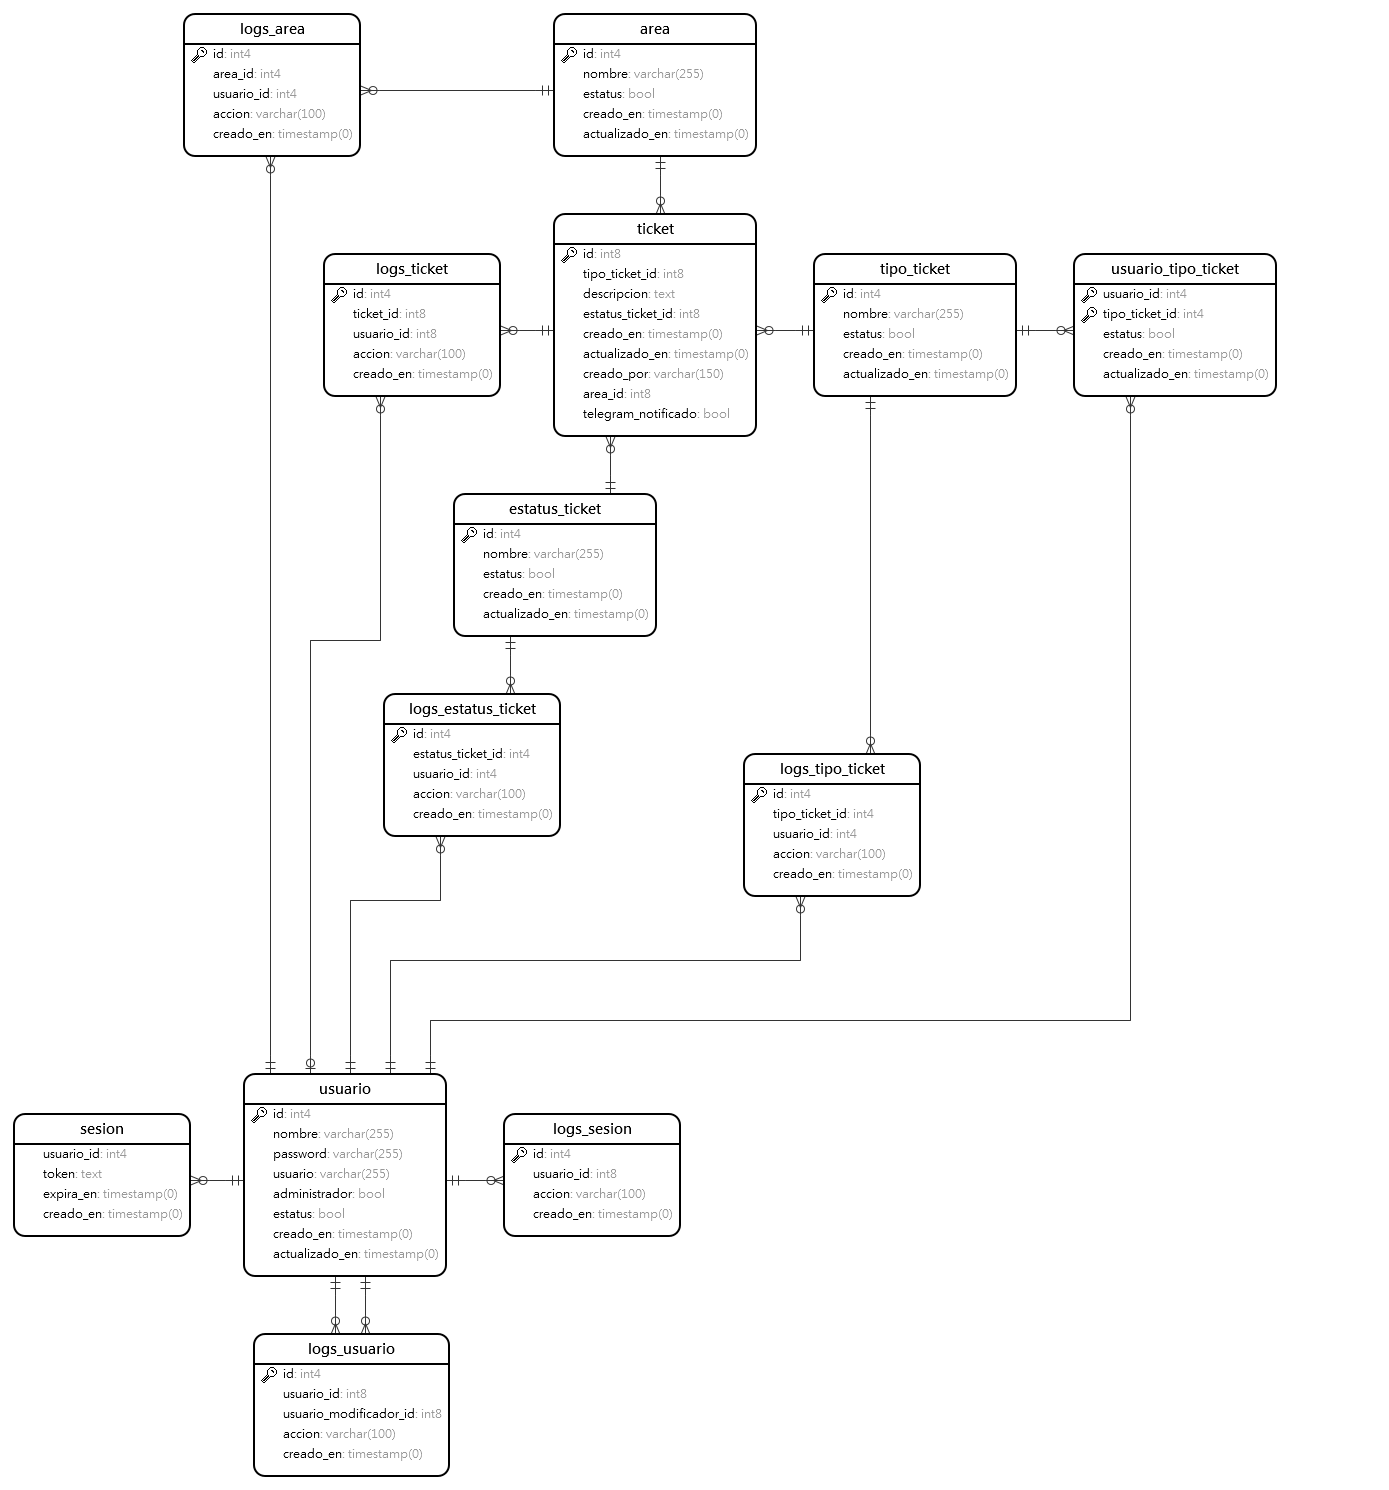 logs_area
id: int4
area_id: int4
usuario_id: int4
accion: varchar(100)
creado_en: timestamp(0)
area
id: int4
nombre: varchar(255)
estatus: bool
creado_en: timestamp(0)
actualizado_en: timestamp(0)
ticket
id: int8
tipo_ticket_id: int8
descripcion: text
estatus_ticket_id: int8
creado_en: timestamp(0)
actualizado_en: timestamp(0)
creado_por: varchar(150)
area_id: int8
telegram_notificado: bool
logs_ticket
id: int4
ticket_id: int8
usuario_id: int8
accion: varchar(100)
creado_en: timestamp(0)
tipo_ticket
id: int4
nombre: varchar(255)
estatus: bool
creado_en: timestamp(0)
actualizado_en: timestamp(0)
usuario_tipo_ticket
usuario_id: int4
tipo_ticket_id: int4
estatus: bool
creado_en: timestamp(0)
actualizado_en: timestamp(0)
estatus_ticket
id: int4
nombre: varchar(255)
estatus: bool
creado_en: timestamp(0)
actualizado_en: timestamp(0)
logs_estatus_ticket
id: int4
estatus_ticket_id: int4
usuario_id: int4
accion: varchar(100)
creado_en: timestamp(0)
logs_tipo_ticket
id: int4
tipo_ticket_id: int4
usuario_id: int4
accion: varchar(100)
creado_en: timestamp(0)
sesion
usuario_id: int4
token: text
expira_en: timestamp(0)
creado_en: timestamp(0)
usuario
id: int4
nombre: varchar(255)
password: varchar(255)
usuario: varchar(255)
administrador: bool
estatus: bool
creado_en: timestamp(0)
actualizado_en: timestamp(0)
logs_sesion
id: int4
usuario_id: int8
accion: varchar(100)
creado_en: timestamp(0)
logs_usuario
id: int4
usuario_id: int8
usuario_modificador_id: int8
accion: varchar(100)
creado_en: timestamp(0)